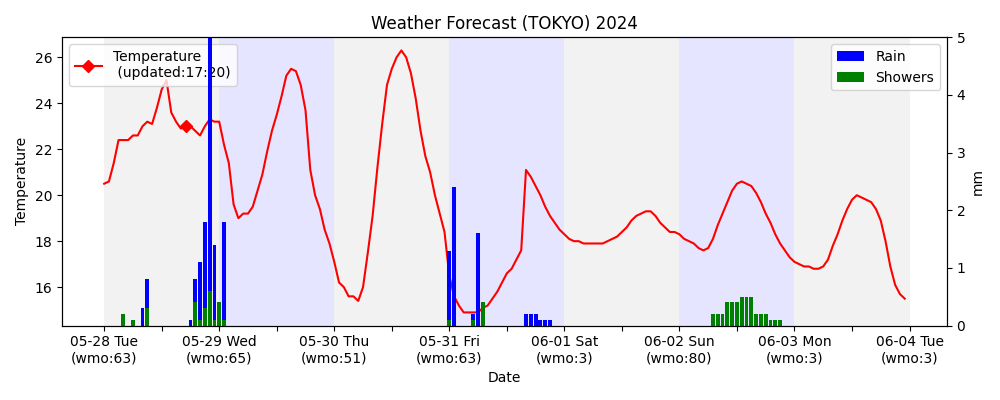 Weather Forecast (TOKYO) 2024
Temperature
(updated:17:20)
Rain
Showers
26
24
22
20
18
16
Temperature
5
4
3
2
1
0
mm
05-28 Tue
(wmo:63)
05-29 Wed
(wmo:65)
05-30 Thu
(wmo:51)
05-31 Fri
(wmo:63)
06-01 Sat
(wmo:3)
06-02 Sun
(wmo:80)
06-03 Mon
(wmo:3)
06-04 Tue
(wmo:3)
Date